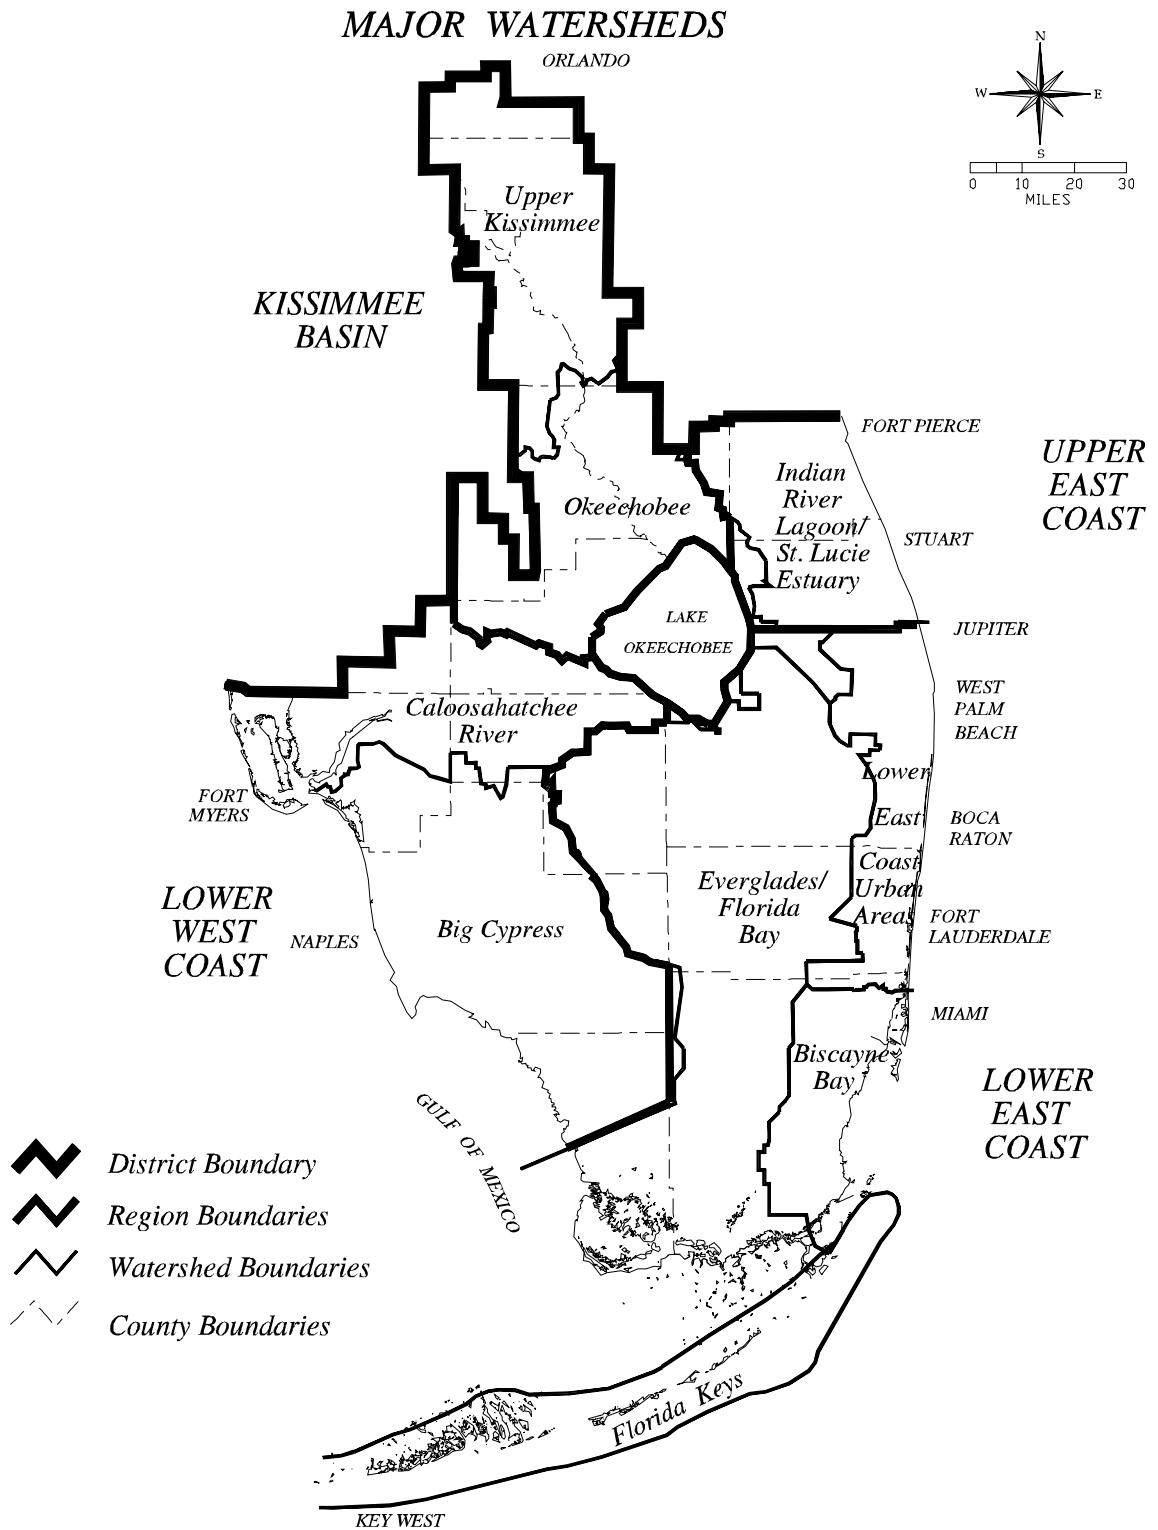 MAJOR WATERSHEDS
ORLANDO
N
W
E
S
0 10 20 30
MILES
Upper
Kissimmee
KISSIMMEE
BASIN
FORT PIERCE
UPPER
EAST
COAST
Indian
River
Lagoon/
St. Lucie
Estuary
Okeechobee
STUART
LAKE
OKEECHOBEE
JUPITER
WEST
PALM
BEACH
Caloosahatchee
River
Lower
East
Coast
Urban
Areas
FORT
MYERS
BOCA
RATON
Everglades/
Florida
Bay
LOWER
WEST
COAST
NAPLES
Big Cypress
FORT
LAUDERDALE
MIAMI
Biscayne
Bay
LOWER
EAST
COAST
GULF OF MEXICO
District Boundary
Region Boundaries
Watershed Boundaries
County Boundaries
Florida Keys
KEY WEST